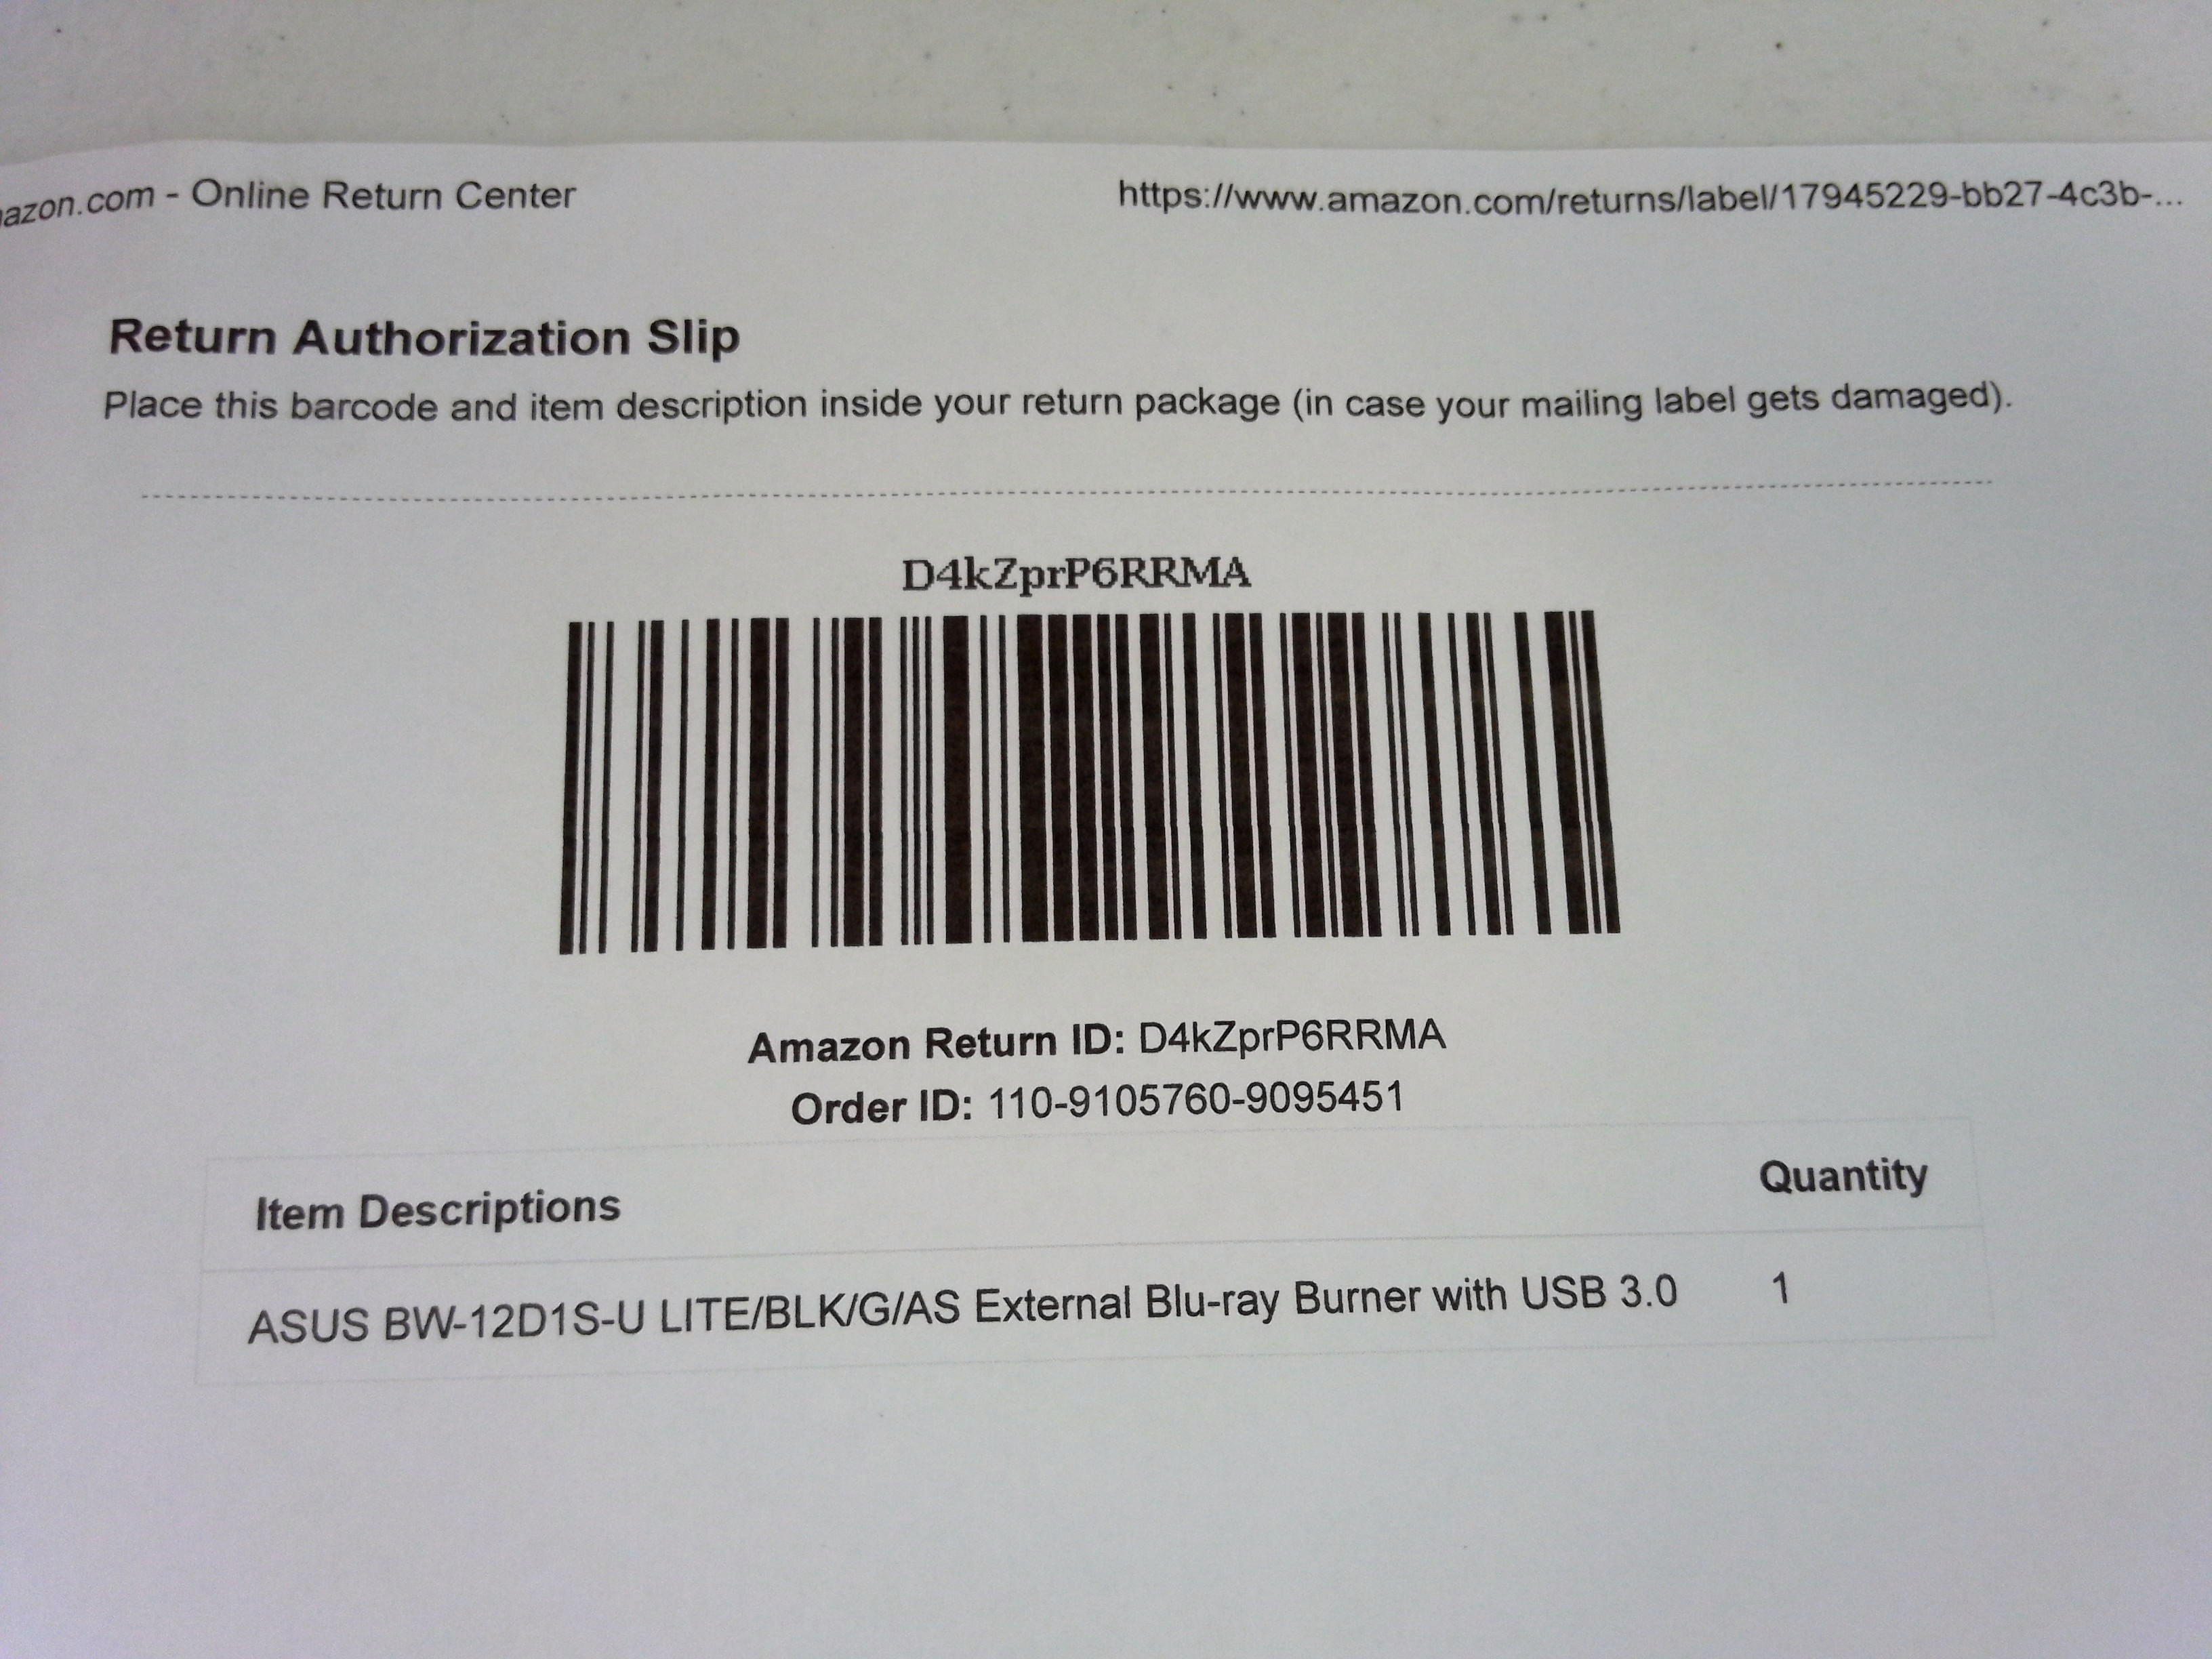 azon.com - Online Return Center
https://www.amazon.com/returns/label/17945229-bb27-4c3b-...
Return Authorization Slip
Place this barcode and item description inside your return package (in case your mailing label gets damaged).
D4kZprP6RRMA
Amazon Return ID: D4kZprP6RRMA
Order ID: 110-9105760-9095451
Item Descriptions Quantity
ASUS BW-12D1S-U LITE/BLK/G/AS External Blu-ray Burner with USB 3.0 1